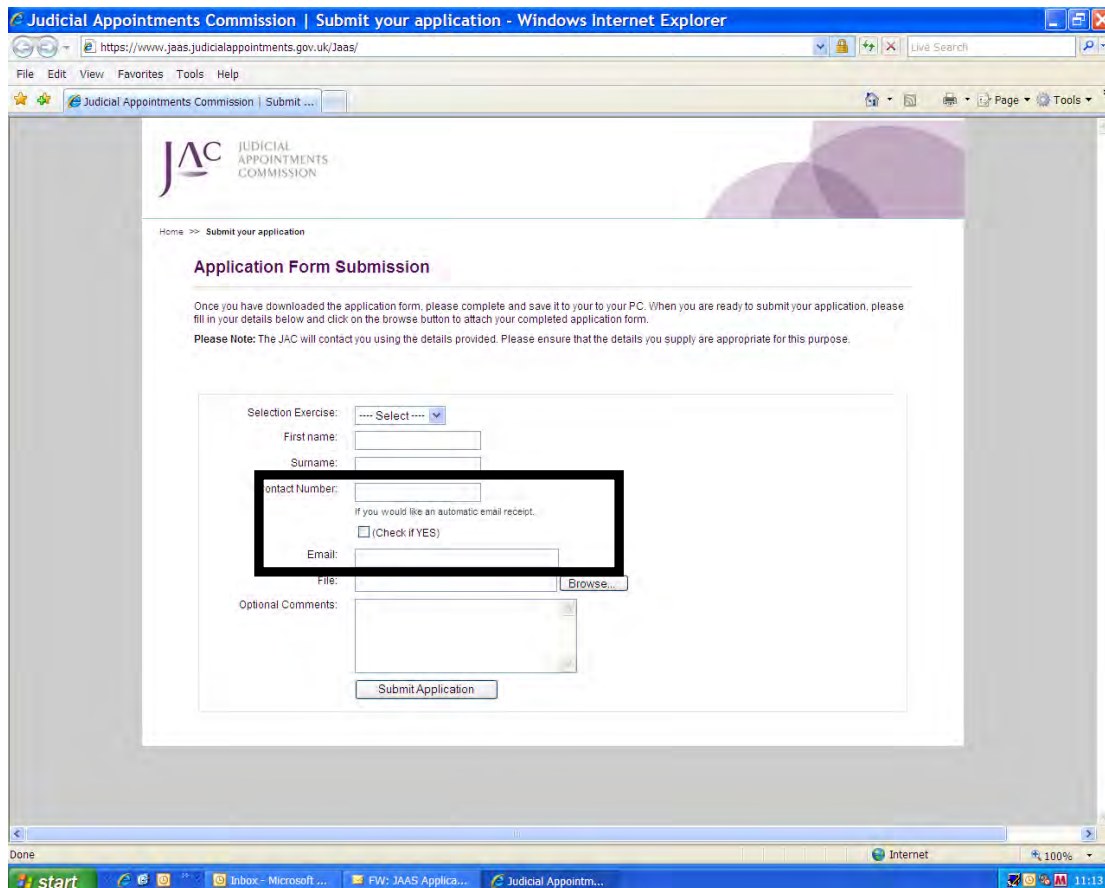 Judicial Appointments Commission | Submit your application - Windows Internet Explorer
https://www.jaas.judicialappointments.gov.uk/Jaas/
Live Search
File Edit View Favorites Tools Help
Judicial Appointments Commission | Submit ...
Page Tools
JAC JUDICIAL
APPOINTMENTS
COMMISSION
Home >> Submit your application
Application Form Submission
Once you have downloaded the application form, please complete and save it to your to your PC. When you are ready to submit your application, please
fill in your details below and click on the browse button to attach your completed application form.
Please Note: The JAC will contact you using the details provided. Please ensure that the details you supply are appropriate for this purpose.
Selection Exercise: ---- Select ----
First name:
Surname:
ontact Number:
If you would like an automatic email receipt.
(Check if YES)
Email:
File: Browse...
Optional Comments:
Submit Application
Done Internet 100%
start Inbox - Microsoft ... FW: JAAS Applica... Judicial Appointm... 11:13